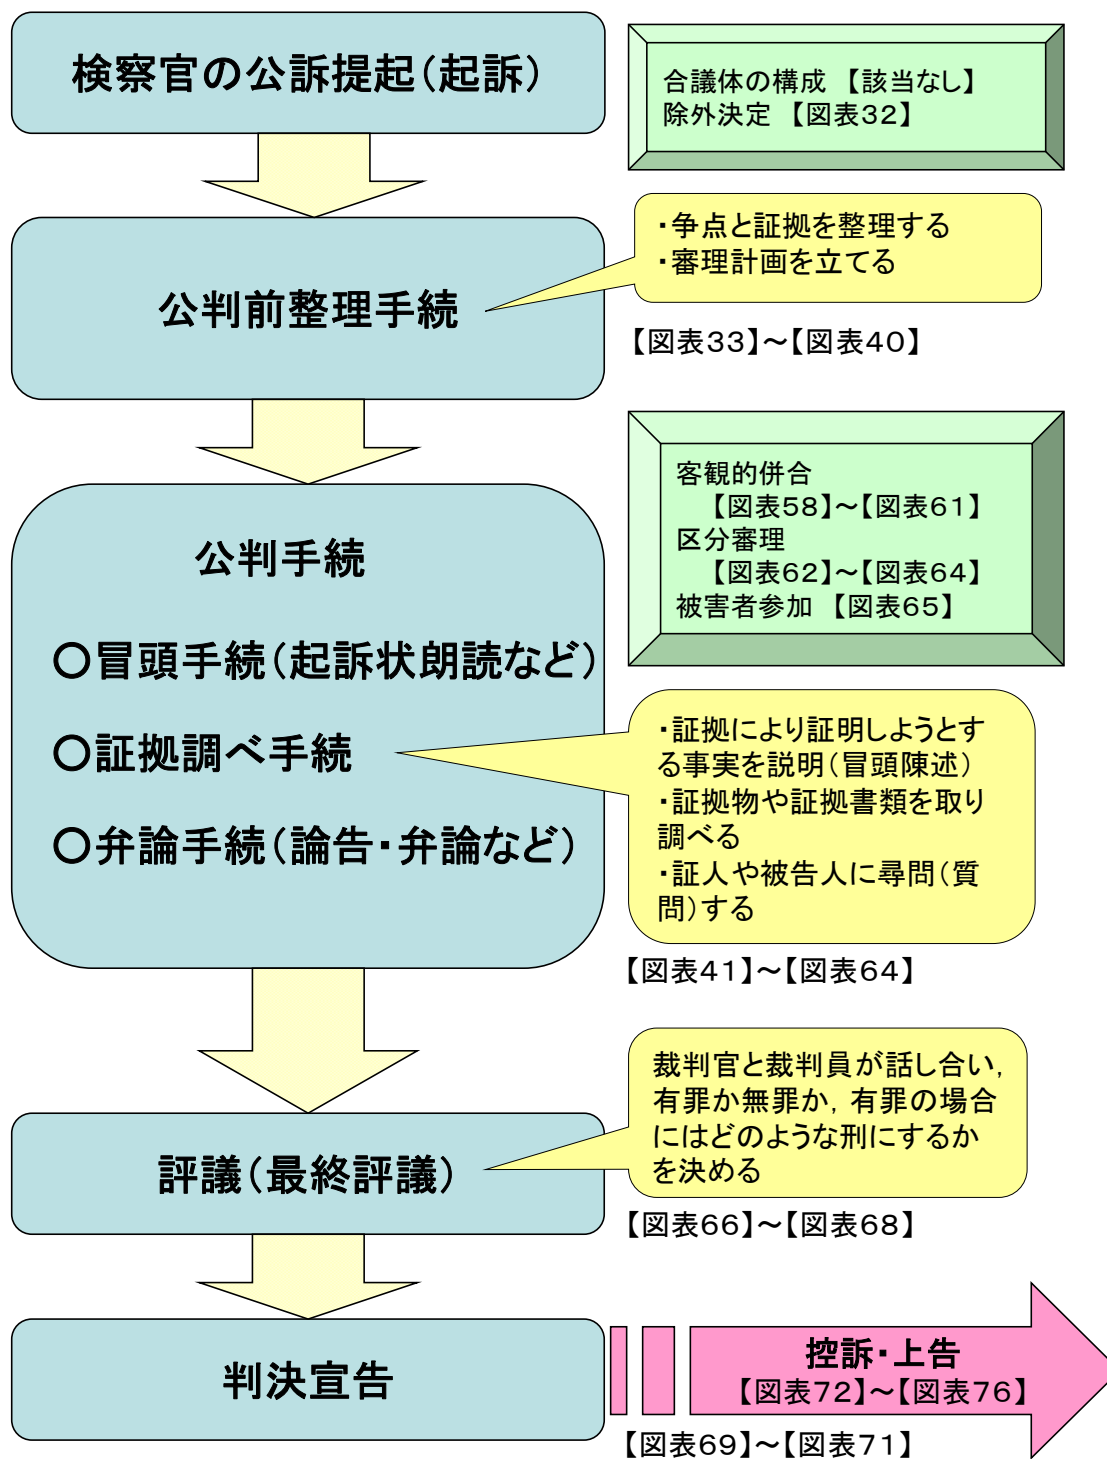 検察官の公訴提起(起訴)
合議体の構成 【該当なし】
除外決定 【図表32】
公判前整理手続
・争点と証拠を整理する
・審理計画を立てる
【図表33】～【図表40】
客観的併合
【図表58】～【図表61】
区分審理
【図表62】～【図表64】
被害者参加 【図表65】
公判手続
○冒頭手続(起訴状朗読など)
○証拠調べ手続
○弁論手続(論告・弁論など)
・証拠により証明しようとす
る事実を説明(冒頭陳述)
・証拠物や証拠書類を取り
調べる
・証人や被告人に尋問(質
問)する
【図表41】～【図表64】
評議(最終評議)
裁判官と裁判員が話し合い，
有罪か無罪か，有罪の場合
にはどのような刑にするか
を決める
【図表66】～【図表68】
判決宣告
控訴・上告
【図表72】～【図表76】
【図表69】～【図表71】